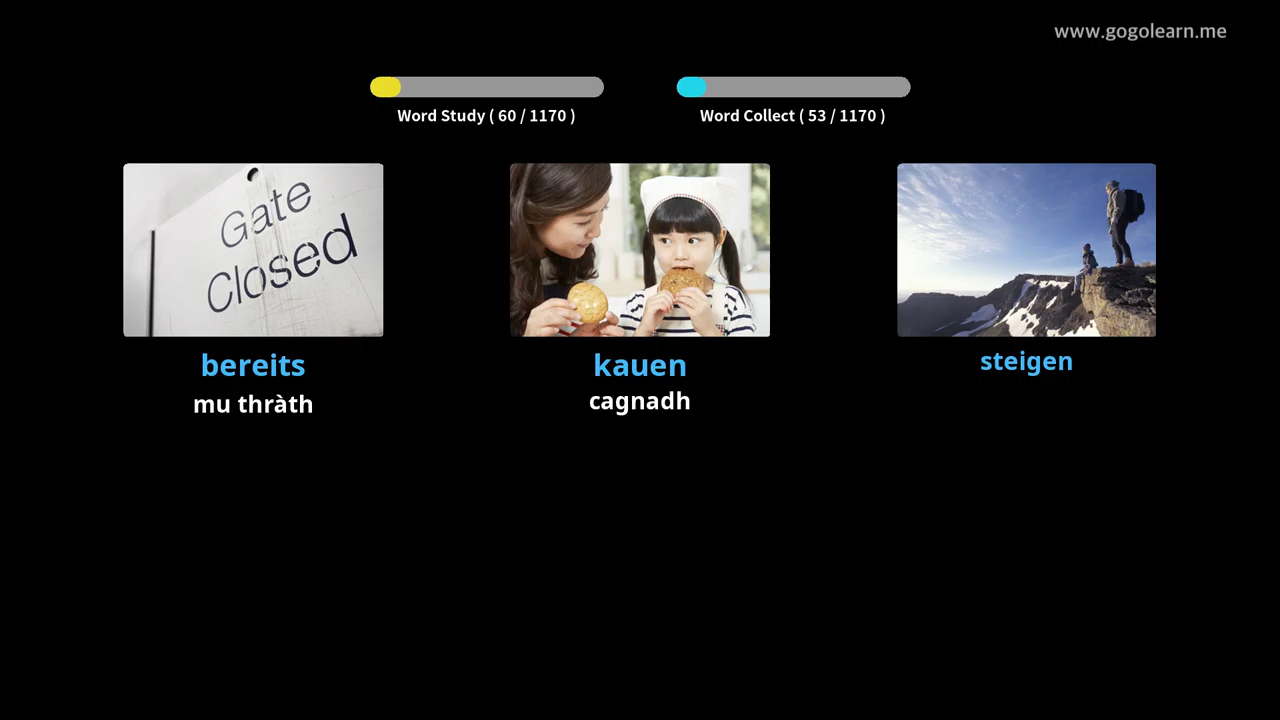 www.gogolearn.me
Word Study ( 60 / 1170 )
Word Collect ( 53 / 1170 )
Gate
Closed
bereits
mu thràth
kauen
cagnadh
steigen